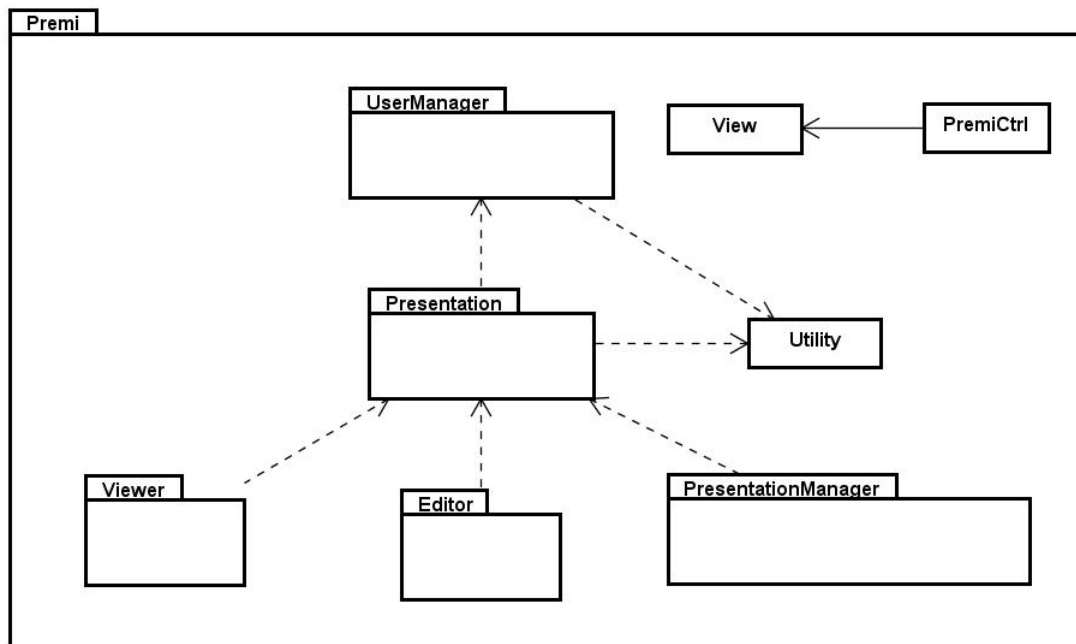 Premi
UserManager
View
PremiCtrl
Presentation
Utility
Viewer
Editor
PresentationManager